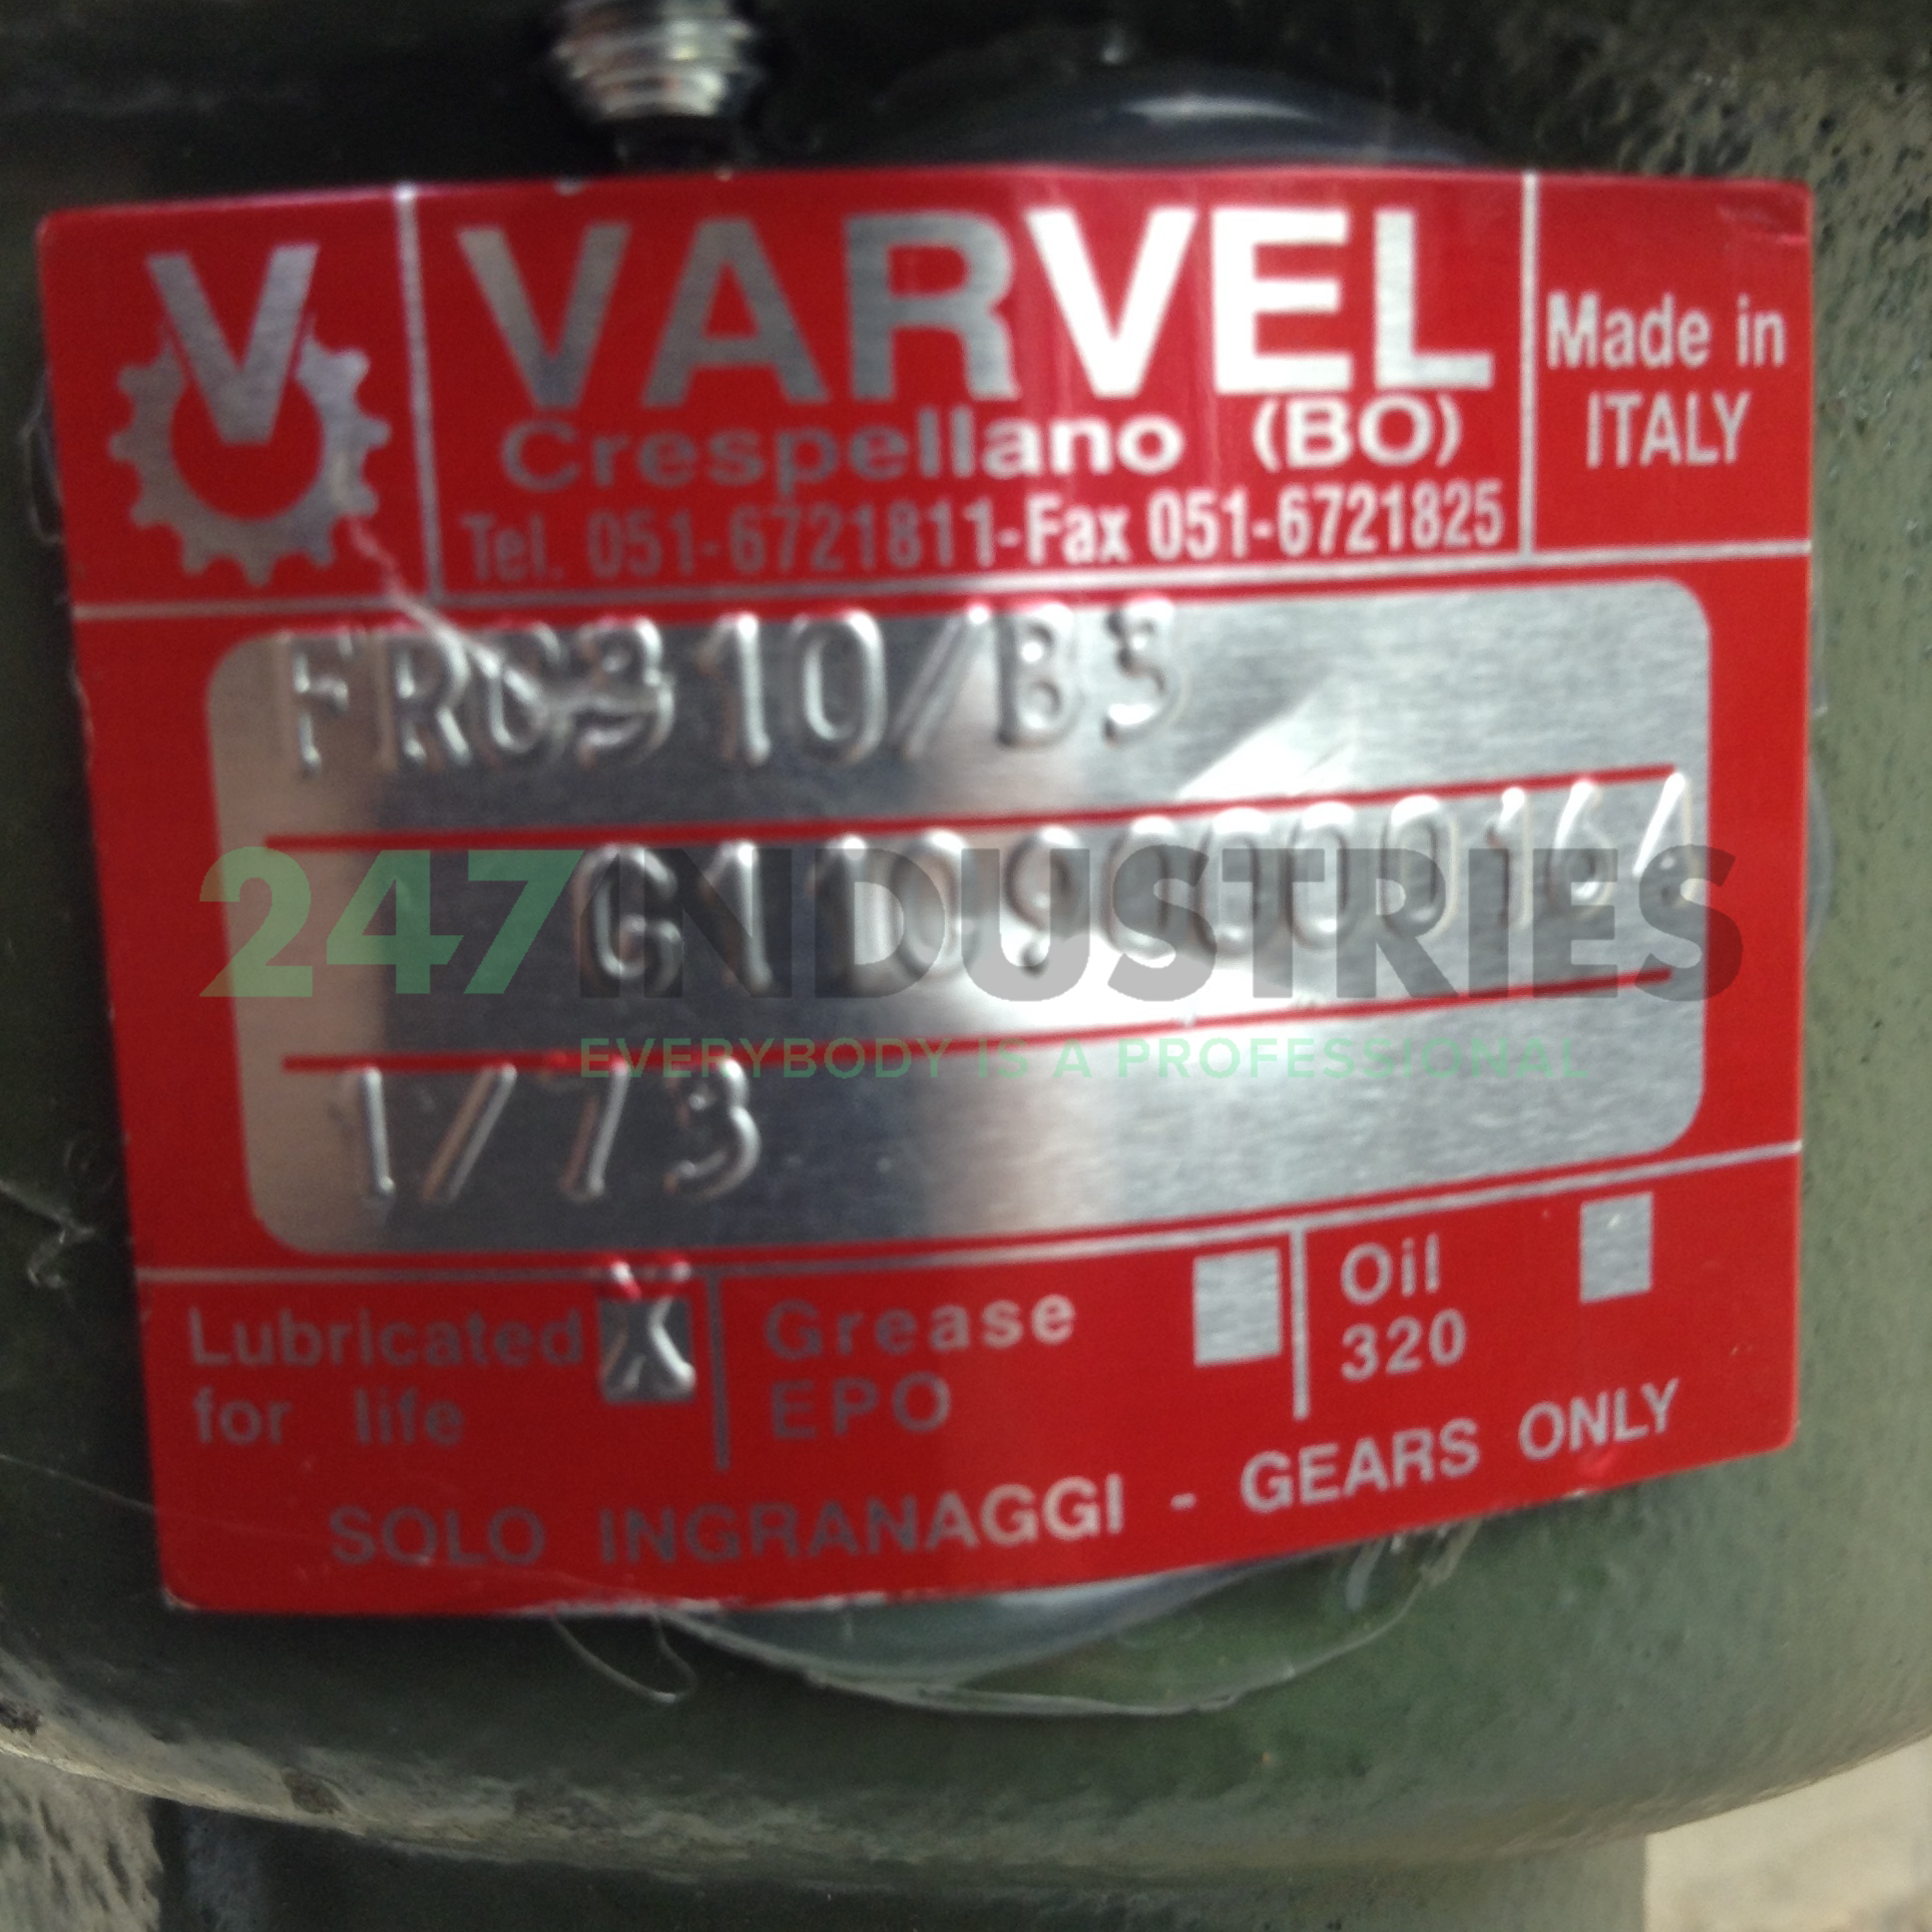 V
VARVEL
Crespellano (BO)
Tel. 051-6721811-Fax 051-6721825
Made in
ITALY
1/73
247INDUSTRIES
EVERYBODY IS A PROFESSIONAL
Lubricated X
for life
Grease
EPO
Oil
320
SOLO INGRANAGGI - GEARS ONLY